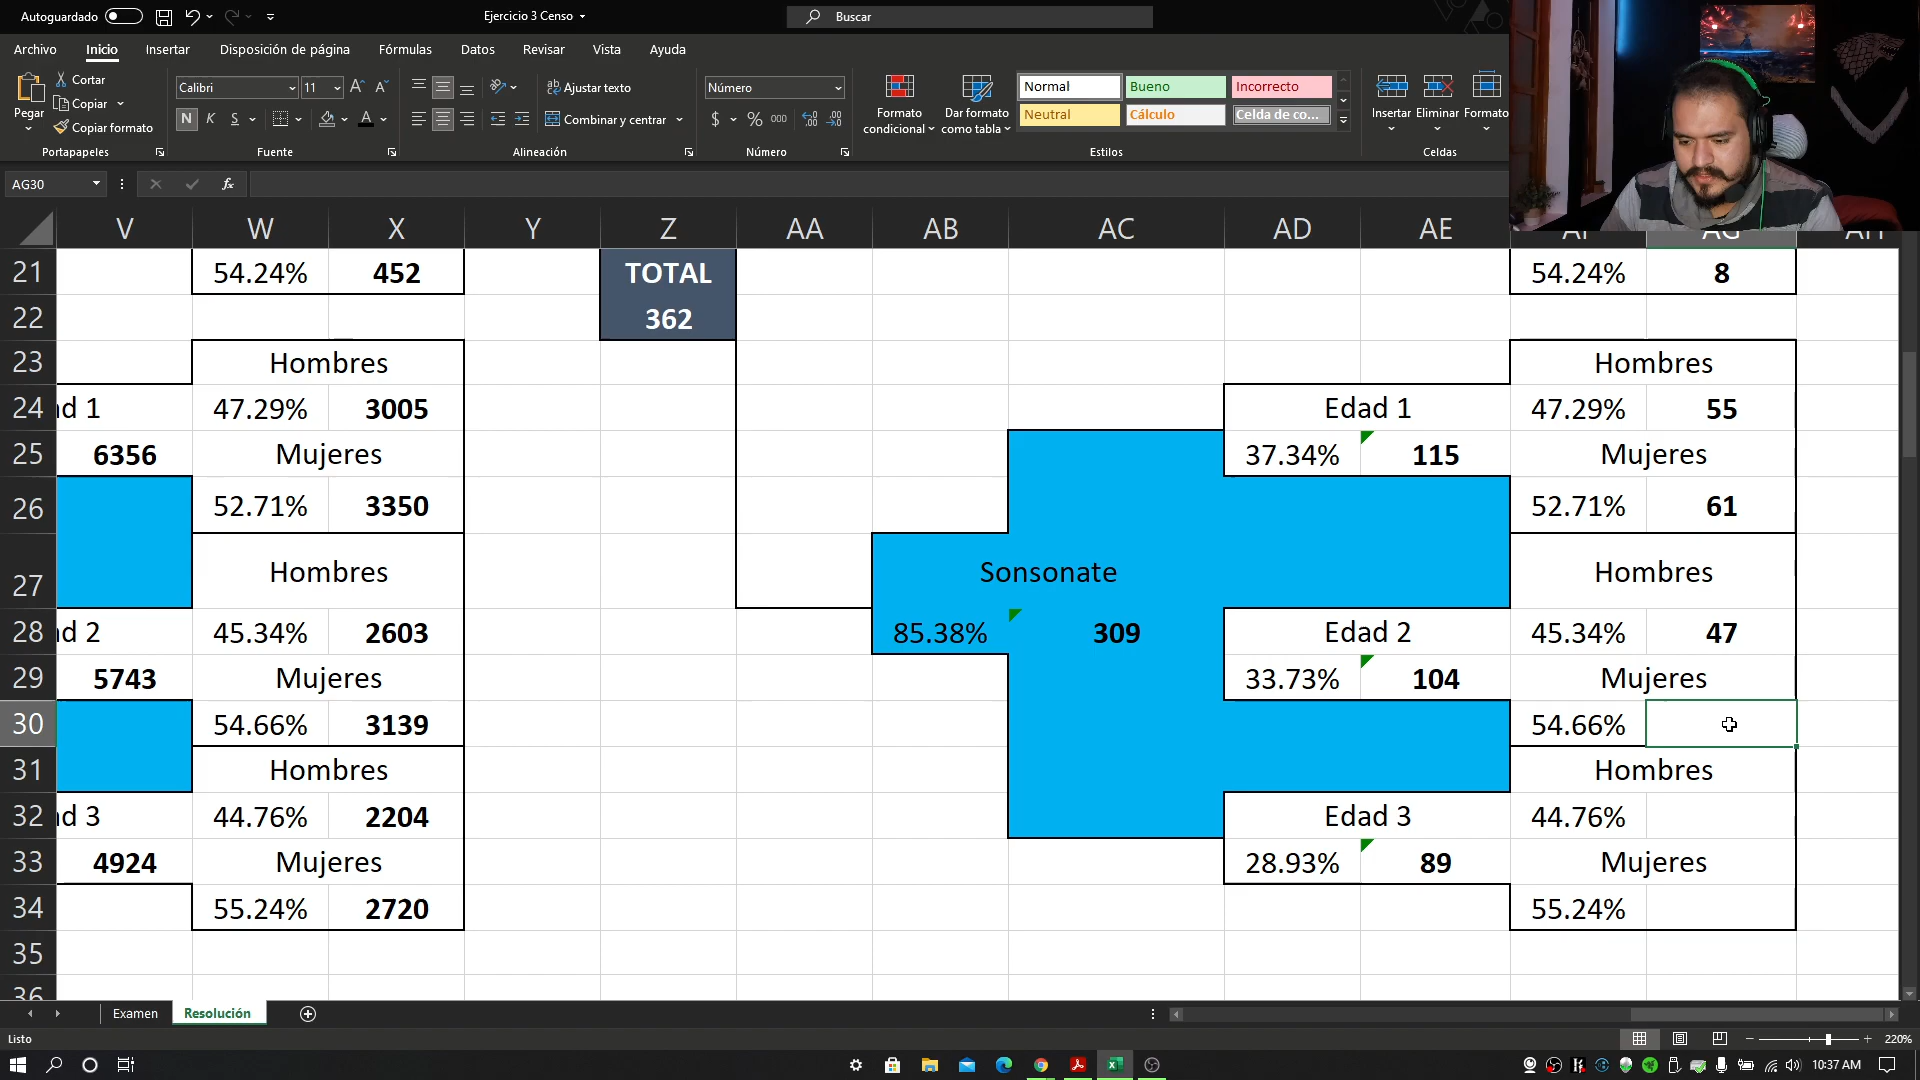 Autoguardado
Ejercicio 3 Censo
Buscar
Archivo Inicio Insertar Disposición de página Fórmulas Datos Revisar Vista Ayuda
Pegar
Cortar
Copiar
Copiar formato
Portapapeles
Calibri 11
N K S
Fuente
Ajustar texto
Combinar y centrar
Alineación
Número
$ % 000
Número
Formato condicional
Dar formato como tabla
Normal Bueno Incorrecto
Neutral Cálculo Celda de co...
Estilos
Insertar Eliminar Formato
Celdas
AG30
fx
V W X Y Z AA AB AC AD AE
21 54.24% 452 TOTAL 54.24% 8
22 362
23 Hombres Hombres
24 d 1 47.29% 3005 Edad 1 47.29% 55
25 6356 Mujeres 37.34% 115 Mujeres
26 52.71% 3350 52.71% 61
27 Hombres Sonsonate Hombres
28 d 2 45.34% 2603 85.38% 309 Edad 2 45.34% 47
29 5743 Mujeres 33.73% 104 Mujeres
30 54.66% 3139 54.66%
31 Hombres Hombres
32 d 3 44.76% 2204 Edad 3 44.76%
33 4924 Mujeres 28.93% 89 Mujeres
34 55.24% 2720 55.24%
35
36
Examen Resolución
Listo
220%
10:37 AM